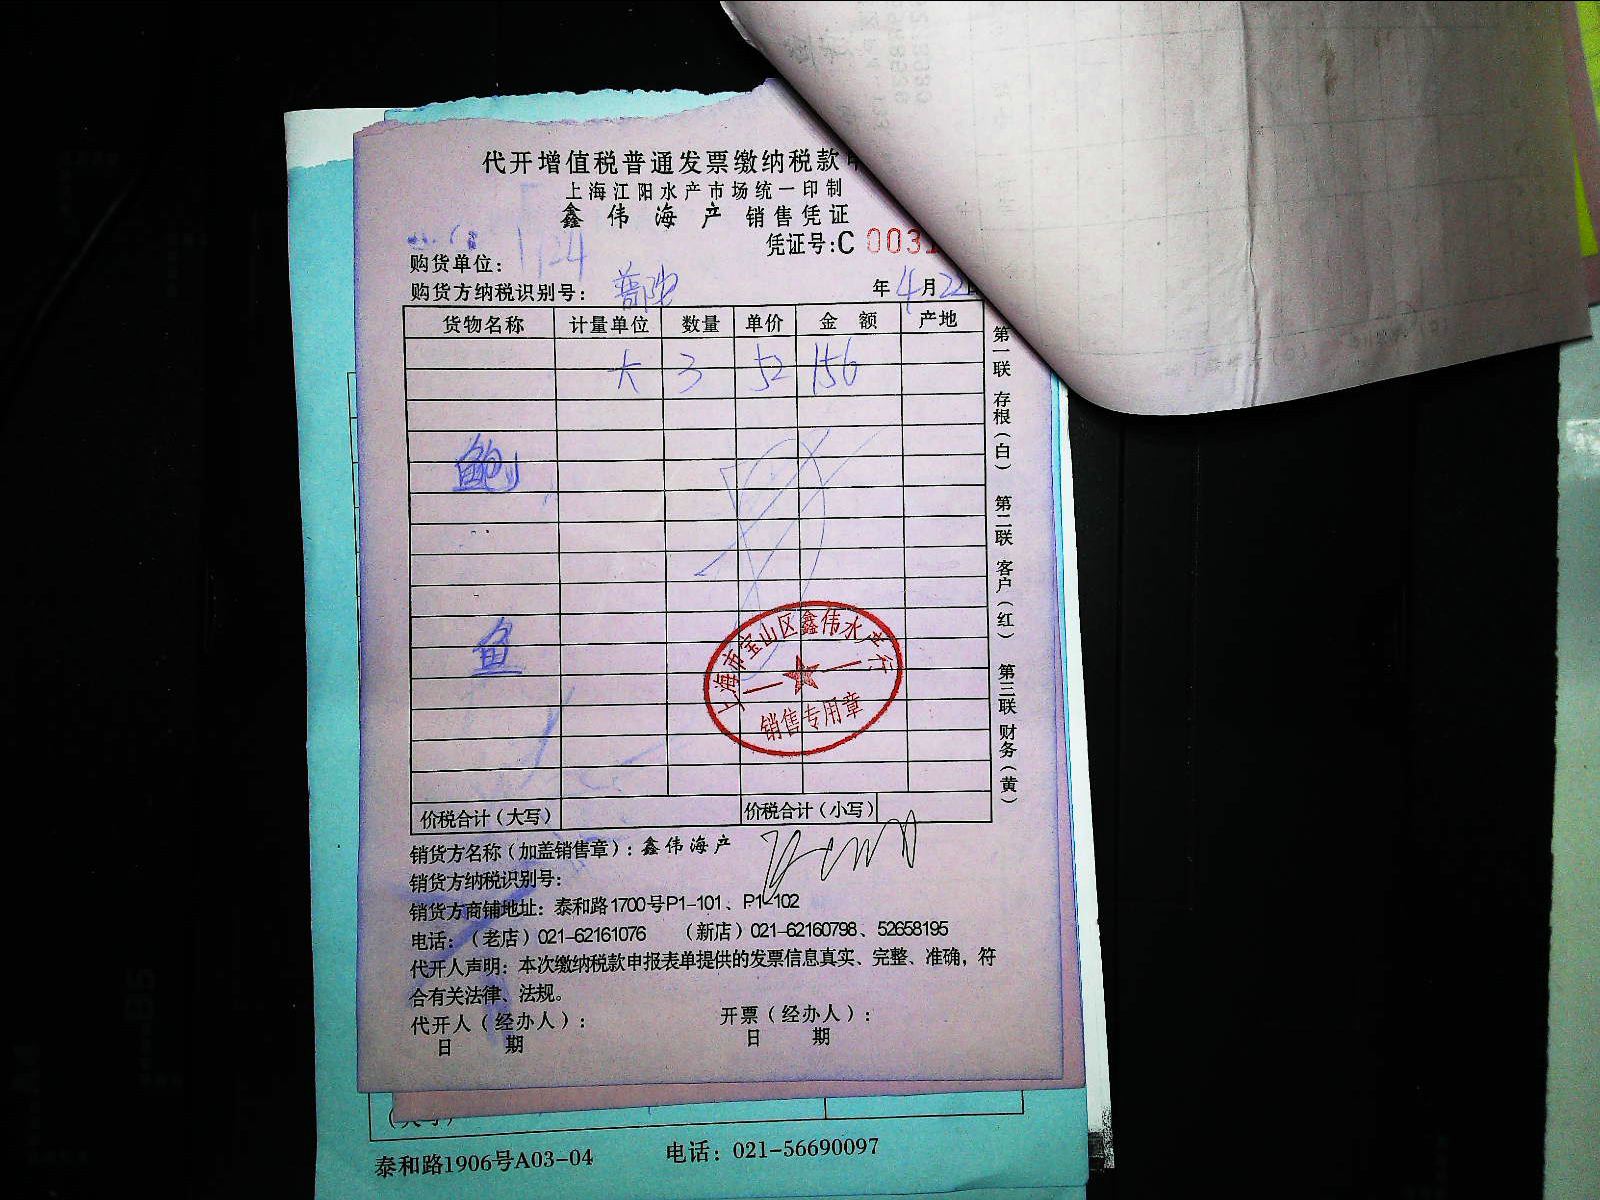 代开增值税普通发票缴纳税款
上海江阳水产市场统一印制
鑫伟海产 销售凭证
凭证号:C 0031
购货单位: 1/24
购货方纳税识别号: 普陀 年4月22日
货物名称 计量单位 数量 单价 金额 产地
大 3 52 156
鲍
鱼
第一联 存根(白) 第二联 客户(红) 第三联 财务(黄)
上海市宝山区鑫伟水产行
销售专用章
价税合计(大写) 价税合计(小写)
销货方名称(加盖销售章):鑫伟海产
销货方纳税识别号:
销货方商铺地址:泰和路1700号P1-101、P1-102
电话:(老店)021-62161076 (新店)021-62160798、52658195
代开人声明:本次缴纳税款申报表单提供的发票信息真实、完整、准确,符
合有关法律、法规。
代开人(经办人): 开票(经办人):
日 期 日 期
泰和路1906号A03-04 电话:021-56690097